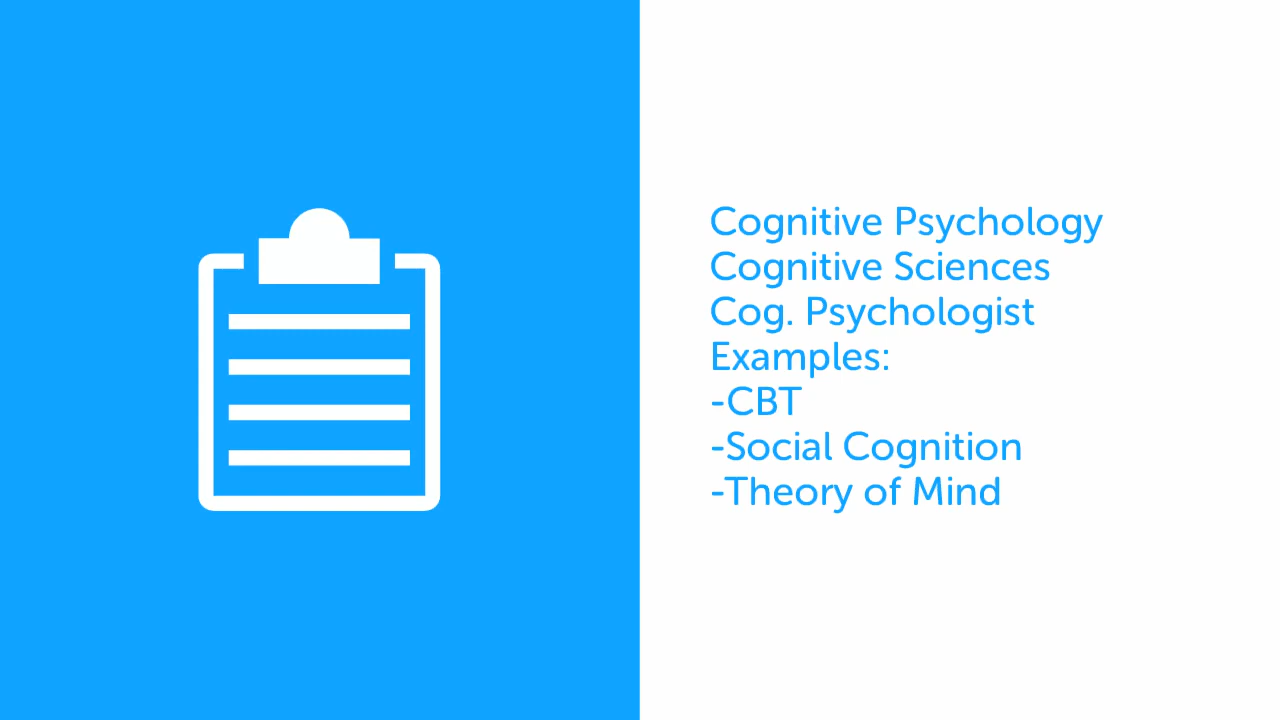 Cognitive Psychology
Cognitive Sciences
Cog. Psychologist
Examples:
-CBT
-Social Cognition
-Theory of Mind